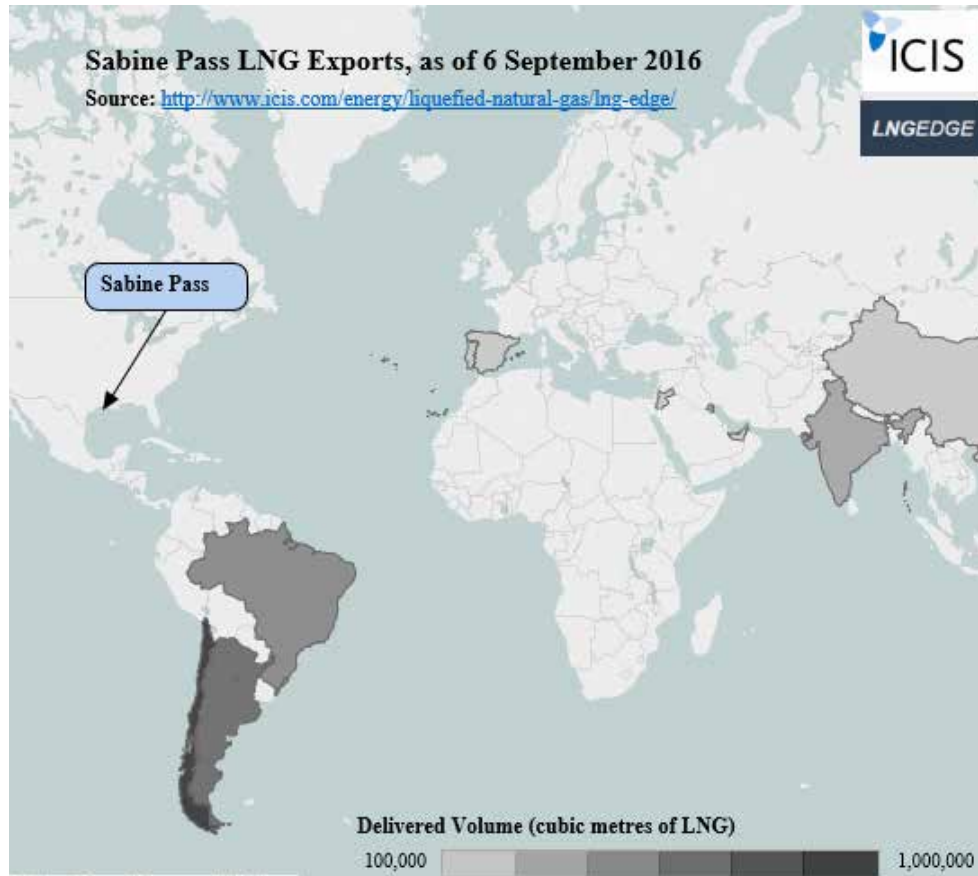 Sabine Pass LNG Exports, as of 6 September 2016
Source: http://www.icis.com/energy/liquefied-natural-gas/lng-edge/
ICIS
LNGEDGE
Sabine Pass
Delivered Volume (cubic metres of LNG)
100,000 1,000,000